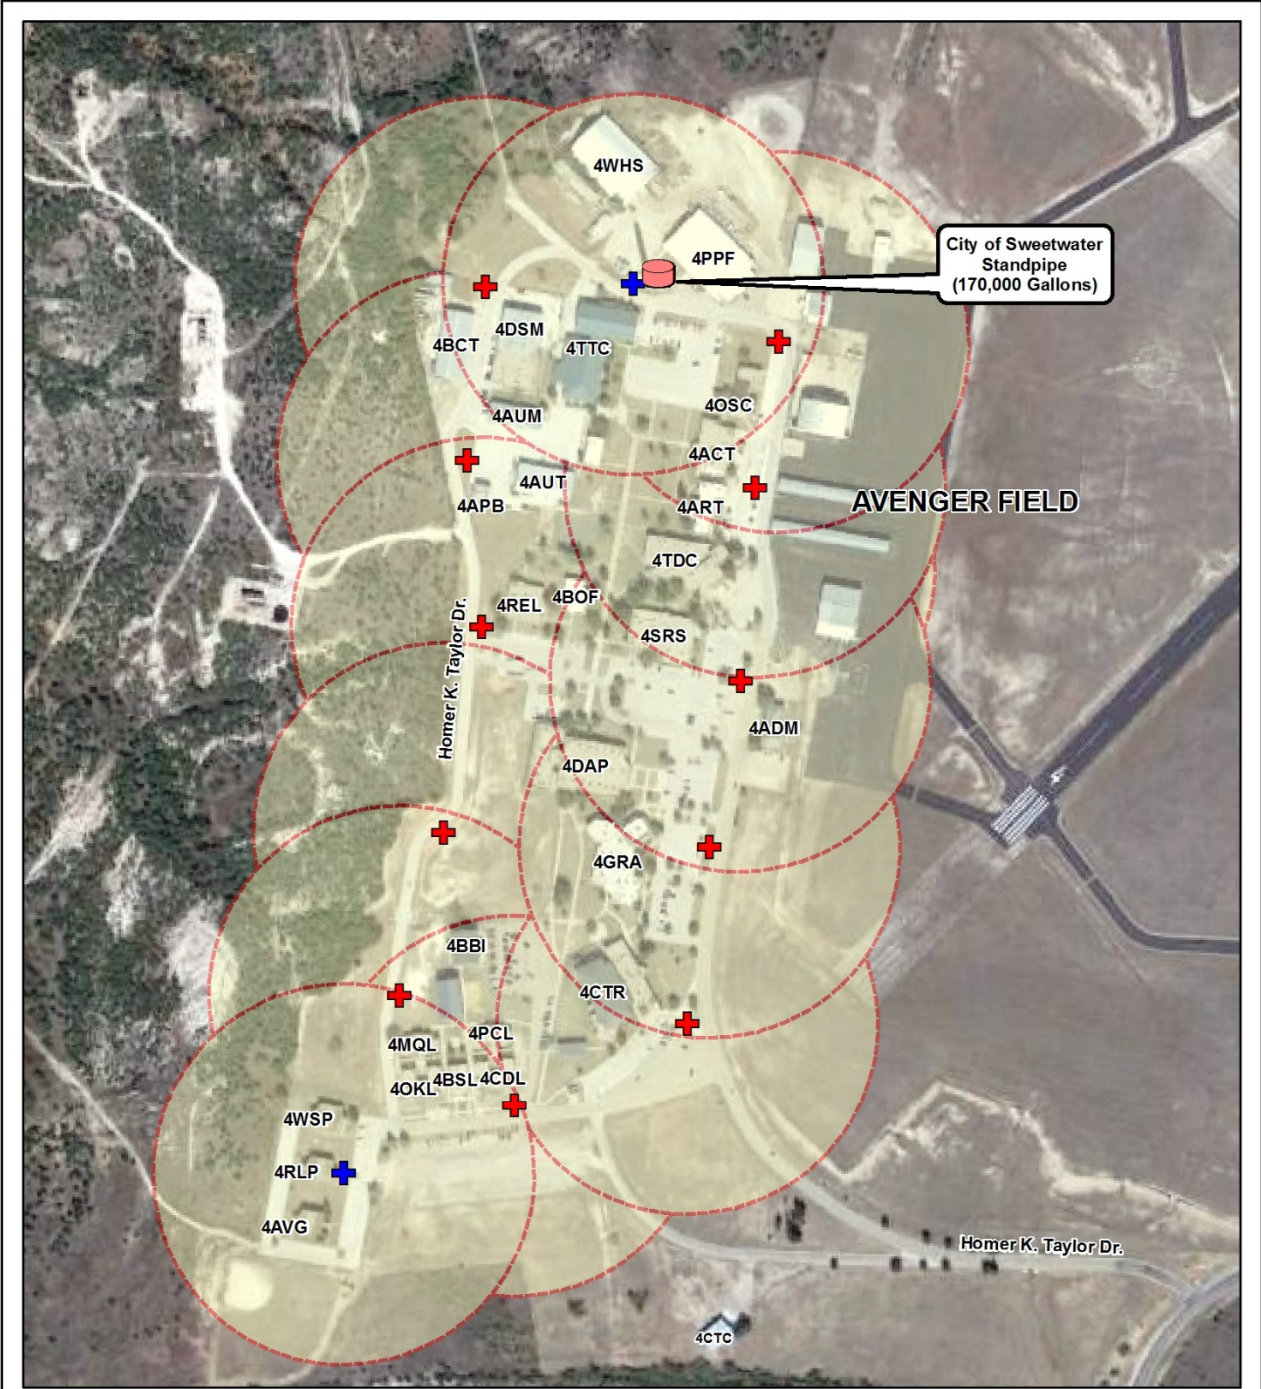 4WHS
City of Sweetwater
Standpipe
(170,000 Gallons)
4PPF
4DSM
4BCT
4TTC
4OSC
4AUM
4ACT
4AUT
AVENGER FIELD
4APB
4ART
4TDC
4BOF
4REL
4SRS
Homer K. Taylor Dr.
4ADM
4DAP
4GRA
4BBI
4CTR
4PCL
4MQL
4BSL
4CDL
4OKL
4WSP
4RLP
4AVG
Homer K. Taylor Dr.
4CTC